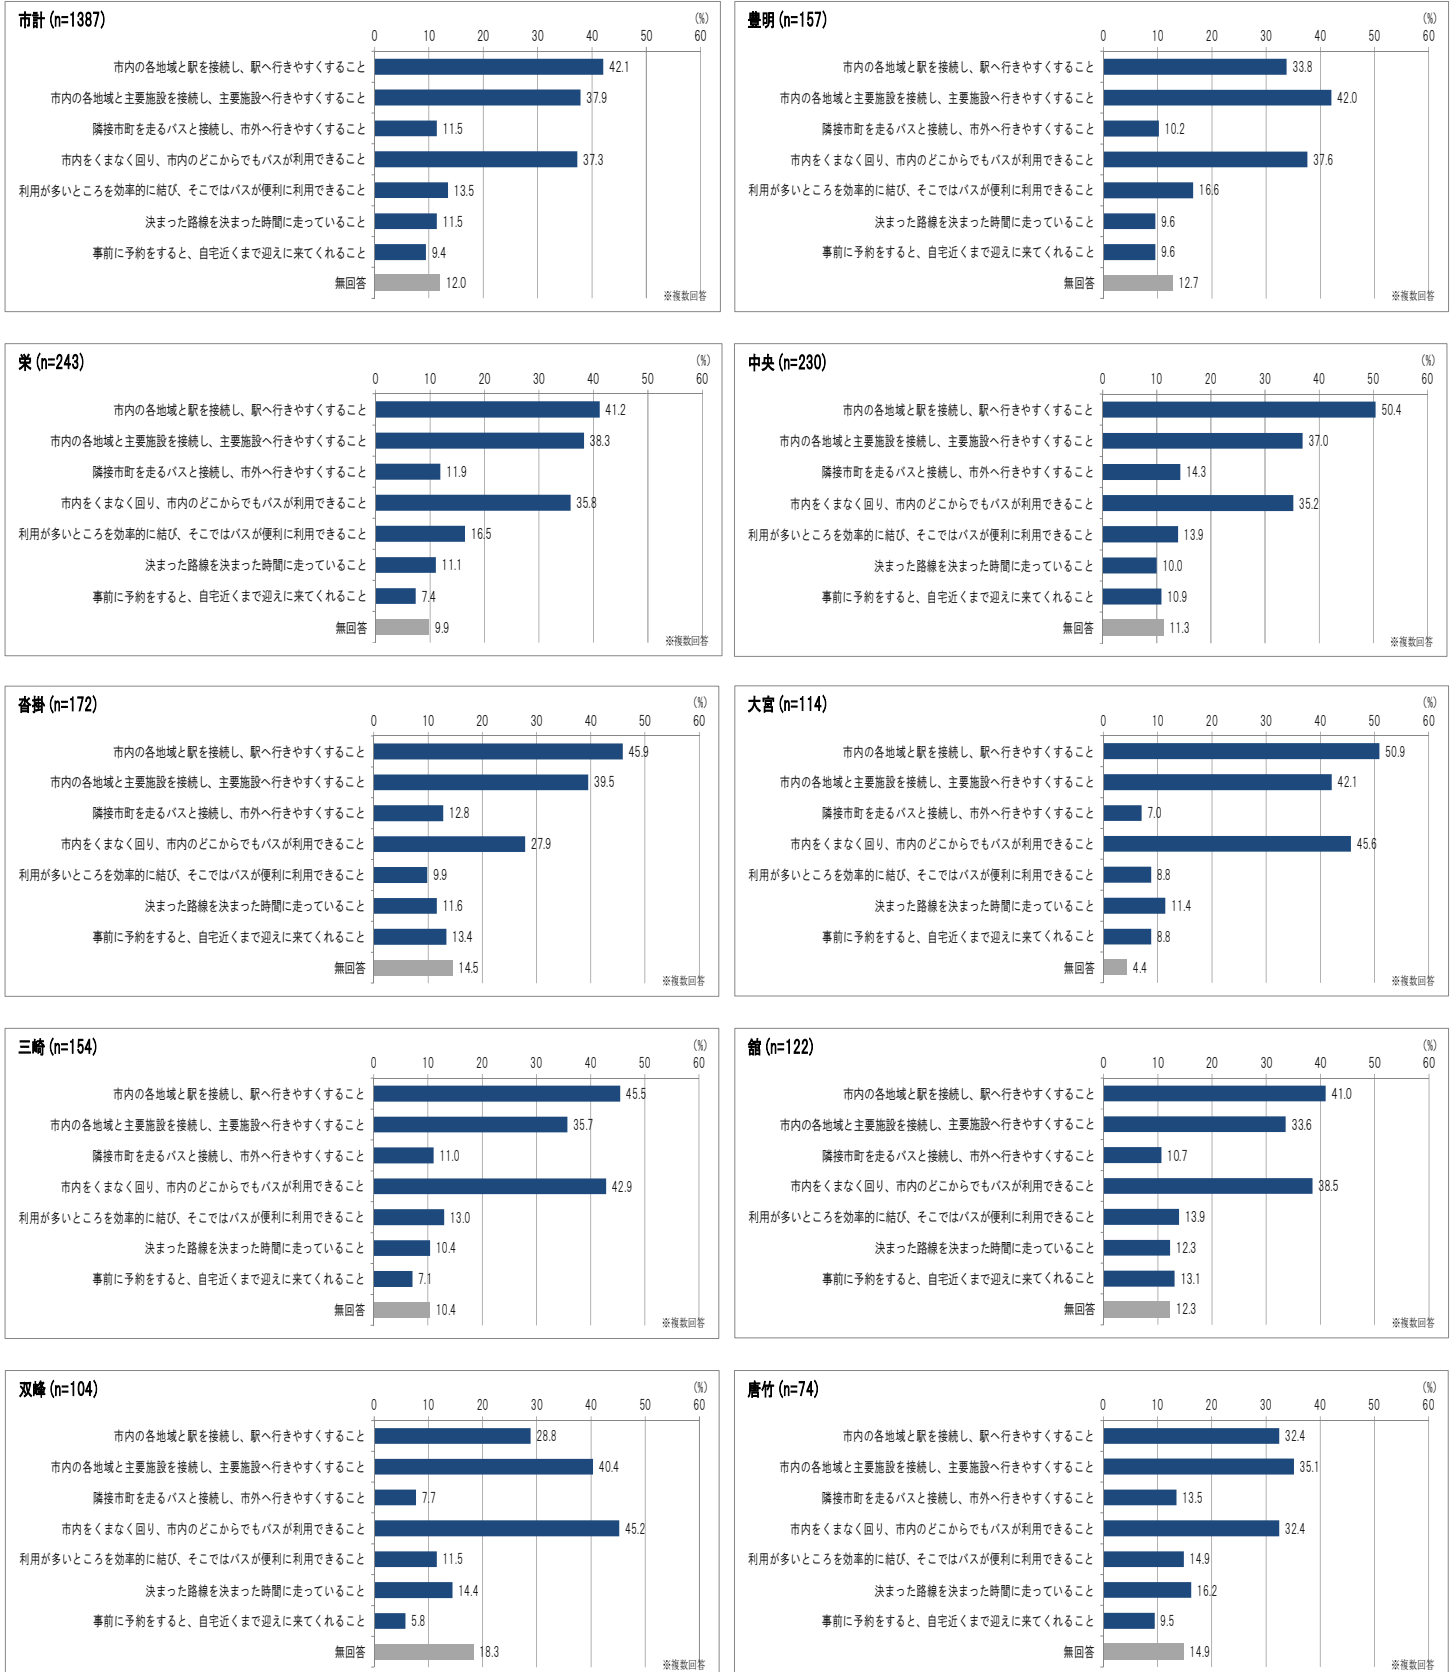 市計 (n=1387)
(%)
0 10 20 30 40 50 60
市内の各地域と駅を接続し、駅へ行きやすくすること 42.1
市内の各地域と主要施設を接続し、主要施設へ行きやすくすること 37.9
隣接市町を走るバスと接続し、市外へ行きやすくすること 11.5
市内をくまなく回り、市内のどこからでもバスが利用できること 37.3
利用が多いところを効率的に結び、そこではバスが便利に利用できること 13.5
決まった路線を決まった時間に走っていること 11.5
事前に予約をすると、自宅近くまで迎えに来てくれること 9.4
無回答 12.0
※複数回答
豊明 (n=157)
(%)
0 10 20 30 40 50 60
市内の各地域と駅を接続し、駅へ行きやすくすること 33.8
市内の各地域と主要施設を接続し、主要施設へ行きやすくすること 42.0
隣接市町を走るバスと接続し、市外へ行きやすくすること 10.2
市内をくまなく回り、市内のどこからでもバスが利用できること 37.6
利用が多いところを効率的に結び、そこではバスが便利に利用できること 16.6
決まった路線を決まった時間に走っていること 9.6
事前に予約をすると、自宅近くまで迎えに来てくれること 9.6
無回答 12.7
※複数回答
栄 (n=243)
(%)
0 10 20 30 40 50 60
市内の各地域と駅を接続し、駅へ行きやすくすること 41.2
市内の各地域と主要施設を接続し、主要施設へ行きやすくすること 38.3
隣接市町を走るバスと接続し、市外へ行きやすくすること 11.9
市内をくまなく回り、市内のどこからでもバスが利用できること 35.8
利用が多いところを効率的に結び、そこではバスが便利に利用できること 16.5
決まった路線を決まった時間に走っていること 11.1
事前に予約をすると、自宅近くまで迎えに来てくれること 7.4
無回答 9.9
※複数回答
中央 (n=230)
(%)
0 10 20 30 40 50 60
市内の各地域と駅を接続し、駅へ行きやすくすること 50.4
市内の各地域と主要施設を接続し、主要施設へ行きやすくすること 37.0
隣接市町を走るバスと接続し、市外へ行きやすくすること 14.3
市内をくまなく回り、市内のどこからでもバスが利用できること 35.2
利用が多いところを効率的に結び、そこではバスが便利に利用できること 13.9
決まった路線を決まった時間に走っていること 10.0
事前に予約をすると、自宅近くまで迎えに来てくれること 10.9
無回答 11.3
※複数回答
沓掛 (n=172)
(%)
0 10 20 30 40 50 60
市内の各地域と駅を接続し、駅へ行きやすくすること 45.9
市内の各地域と主要施設を接続し、主要施設へ行きやすくすること 39.5
隣接市町を走るバスと接続し、市外へ行きやすくすること 12.8
市内をくまなく回り、市内のどこからでもバスが利用できること 27.9
利用が多いところを効率的に結び、そこではバスが便利に利用できること 9.9
決まった路線を決まった時間に走っていること 11.6
事前に予約をすると、自宅近くまで迎えに来てくれること 13.4
無回答 14.5
※複数回答
大宮 (n=114)
(%)
0 10 20 30 40 50 60
市内の各地域と駅を接続し、駅へ行きやすくすること 50.9
市内の各地域と主要施設を接続し、主要施設へ行きやすくすること 42.1
隣接市町を走るバスと接続し、市外へ行きやすくすること 7.0
市内をくまなく回り、市内のどこからでもバスが利用できること 45.6
利用が多いところを効率的に結び、そこではバスが便利に利用できること 8.8
決まった路線を決まった時間に走っていること 11.4
事前に予約をすると、自宅近くまで迎えに来てくれること 8.8
無回答 4.4
※複数回答
三崎 (n=154)
(%)
0 10 20 30 40 50 60
市内の各地域と駅を接続し、駅へ行きやすくすること 45.5
市内の各地域と主要施設を接続し、主要施設へ行きやすくすること 35.7
隣接市町を走るバスと接続し、市外へ行きやすくすること 11.0
市内をくまなく回り、市内のどこからでもバスが利用できること 42.9
利用が多いところを効率的に結び、そこではバスが便利に利用できること 13.0
決まった路線を決まった時間に走っていること 10.4
事前に予約をすると、自宅近くまで迎えに来てくれること 7.1
無回答 10.4
※複数回答
舘 (n=122)
(%)
0 10 20 30 40 50 60
市内の各地域と駅を接続し、駅へ行きやすくすること 41.0
市内の各地域と主要施設を接続し、主要施設へ行きやすくすること 33.6
隣接市町を走るバスと接続し、市外へ行きやすくすること 10.7
市内をくまなく回り、市内のどこからでもバスが利用できること 38.5
利用が多いところを効率的に結び、そこではバスが便利に利用できること 13.9
決まった路線を決まった時間に走っていること 12.3
事前に予約をすると、自宅近くまで迎えに来てくれること 13.1
無回答 12.3
※複数回答
双峰 (n=104)
(%)
0 10 20 30 40 50 60
市内の各地域と駅を接続し、駅へ行きやすくすること 28.8
市内の各地域と主要施設を接続し、主要施設へ行きやすくすること 40.4
隣接市町を走るバスと接続し、市外へ行きやすくすること 7.7
市内をくまなく回り、市内のどこからでもバスが利用できること 45.2
利用が多いところを効率的に結び、そこではバスが便利に利用できること 11.5
決まった路線を決まった時間に走っていること 14.4
事前に予約をすると、自宅近くまで迎えに来てくれること 5.8
無回答 18.3
※複数回答
唐竹 (n=74)
(%)
0 10 20 30 40 50 60
市内の各地域と駅を接続し、駅へ行きやすくすること 32.4
市内の各地域と主要施設を接続し、主要施設へ行きやすくすること 35.1
隣接市町を走るバスと接続し、市外へ行きやすくすること 13.5
市内をくまなく回り、市内のどこからでもバスが利用できること 32.4
利用が多いところを効率的に結び、そこではバスが便利に利用できること 14.9
決まった路線を決まった時間に走っていること 16.2
事前に予約をすると、自宅近くまで迎えに来てくれること 9.5
無回答 14.9
※複数回答